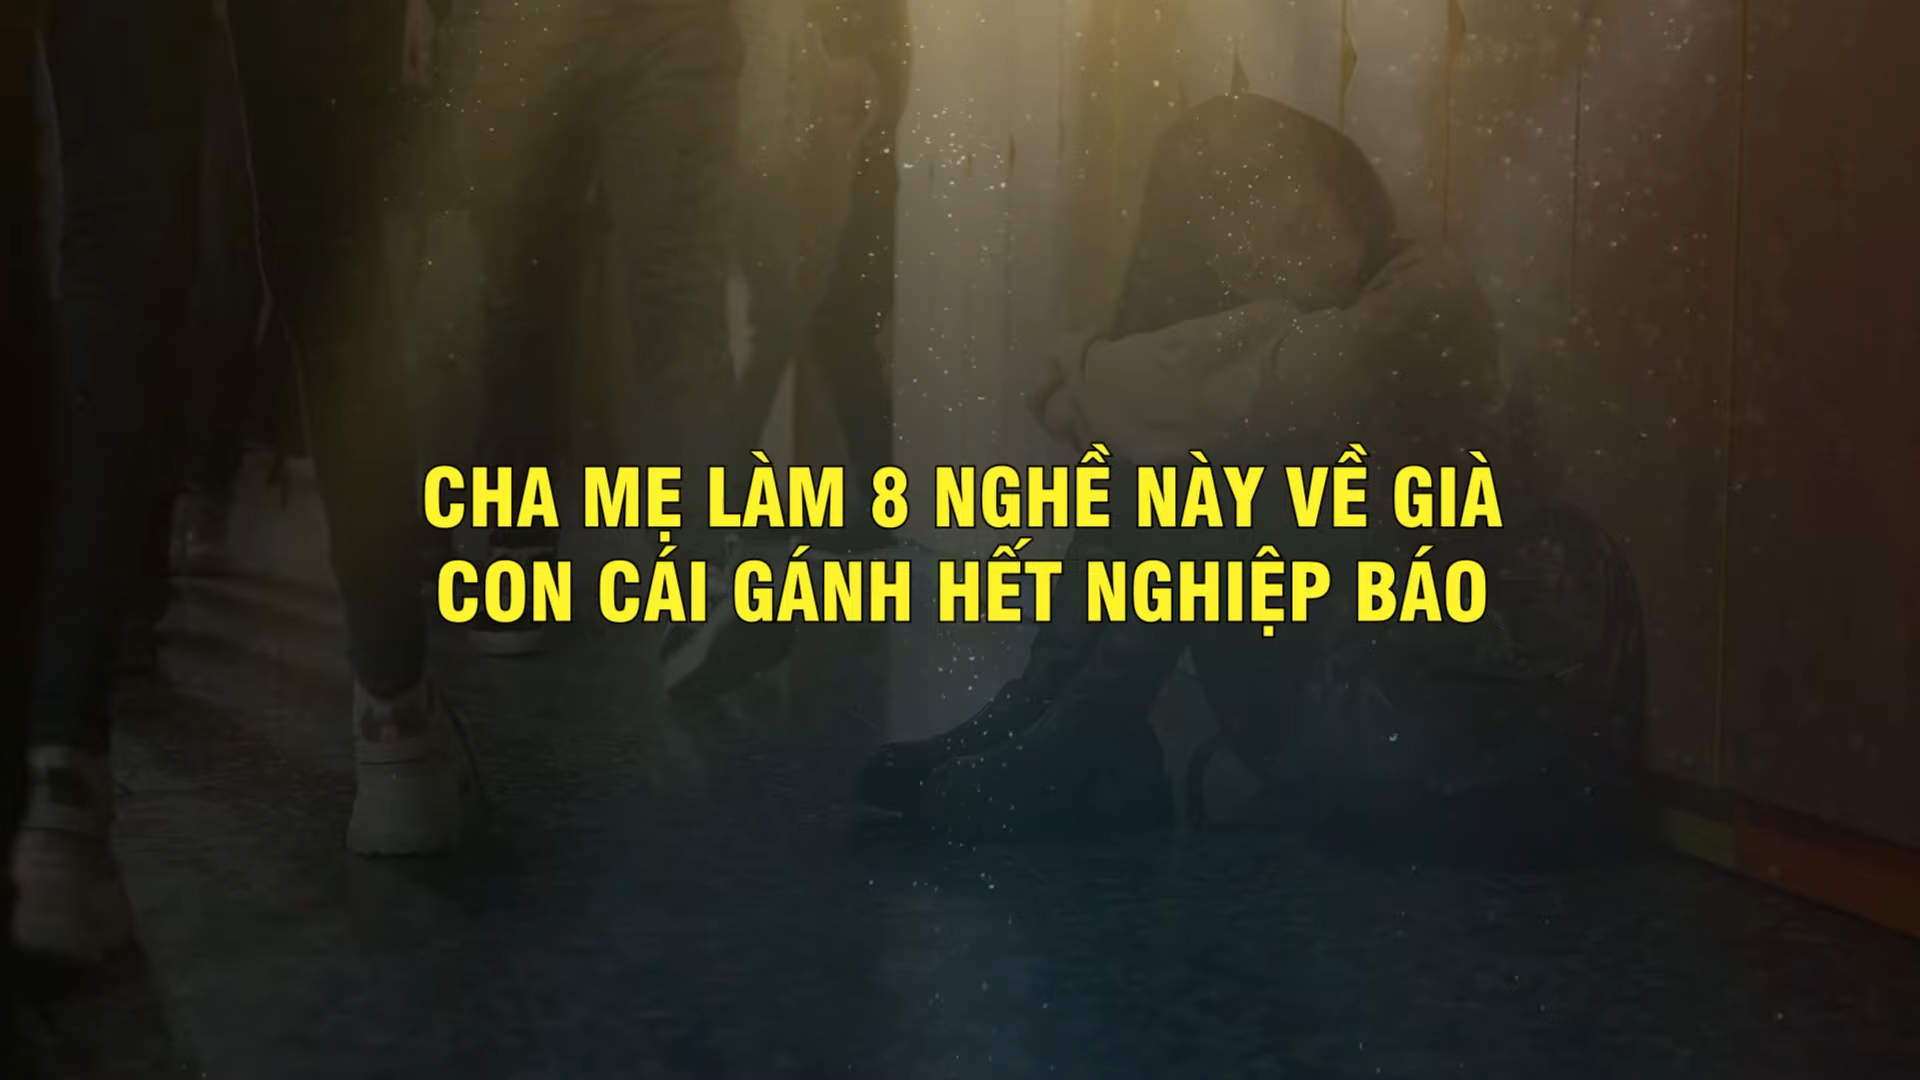 CHA MẸ LÀM 8 NGHỀ NÀY VỀ GIÀ
CON CÁI GÁNH HẾT NGHIỆP BÁO